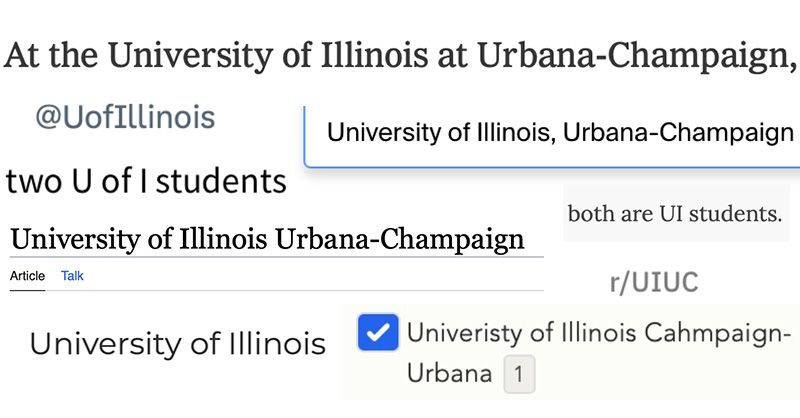 At the University of Illinois at Urbana-Champaign,
@UofIllinois
University of Illinois, Urbana-Champaign
two U of I students
both are UI students.
University of Illinois Urbana-Champaign
Article Talk
r/UIUC
University of Illinois
Univeristy of Illinois Cahmpaign-
Urbana 1